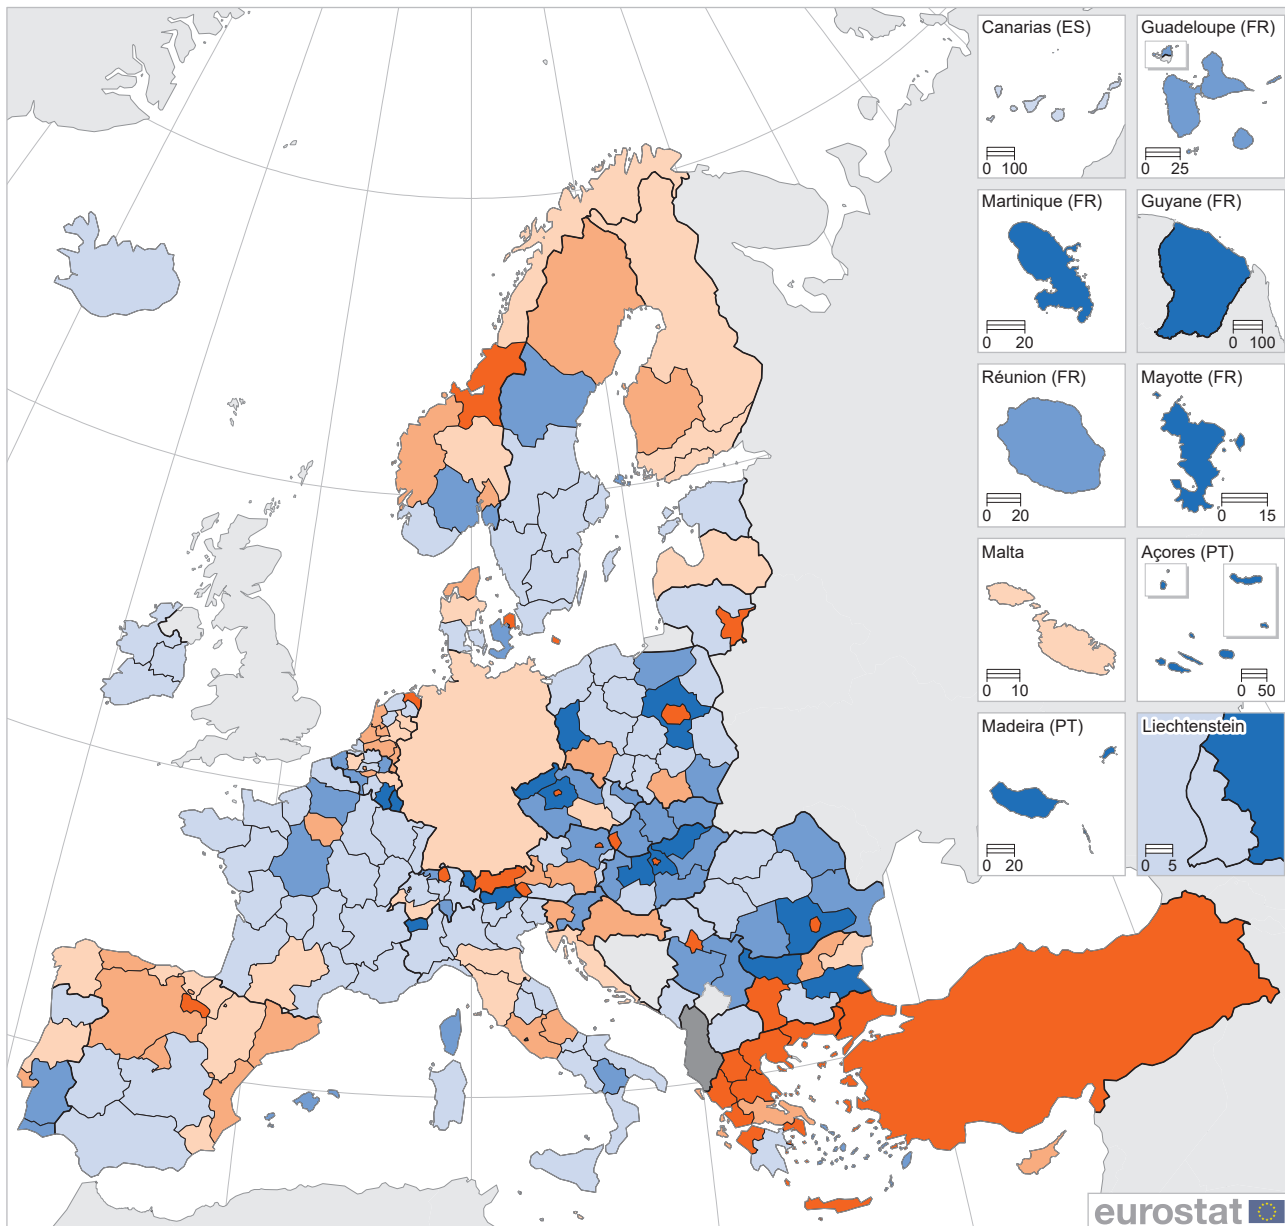 Canarias (ES)
0 100
Guadeloupe (FR)
0 25
Martinique (FR)
0 20
Guyane (FR)
0 100
Réunion (FR)
0 20
Mayotte (FR)
0 15
Malta
0 10
Açores (PT)
0 50
Madeira (PT)
0 20
Liechtenstein
0 5
eurostat